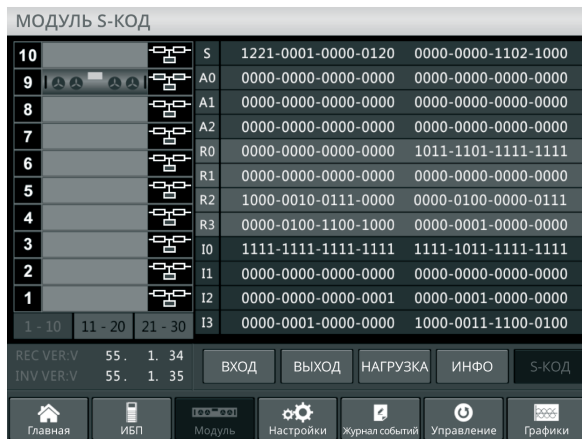 МОДУЛЬ S-КОД
10 S 1221-0001-0000-0120 0000-0000-1102-1000
9 A0 0000-0000-0000-0000 0000-0000-0000-0000
8 A1 0000-0000-0000-0000 0000-0000-0000-0000
7 A2 0000-0000-0000-0000 0000-0000-0000-0000
6 R0 0000-0000-0000-0000 1011-1101-1111-1111
5 R1 0000-0000-0000-0000 0000-0000-0000-0000
4 R2 1000-0010-0111-0000 0000-0100-0000-0111
3 R3 0000-0100-1100-1000 0000-0001-0000-0000
2 I0 1111-1111-1111-1111 1111-1011-1111-1111
1 I1 0000-0000-0000-0000 0000-0000-0000-0000
I2 0000-0000-0000-0001 0000-0001-0000-0000
1 - 10 11 - 20 21 - 30 I3 0000-0001-0000-0000 1000-0011-1100-0100
REC VER:V 55. 1. 34
INV VER:V 55. 1. 35
ВХОД ВЫХОД НАГРУЗКА ИНФО S-КОД
Главная ИБП Модуль Настройки Журнал событий Управление Графики